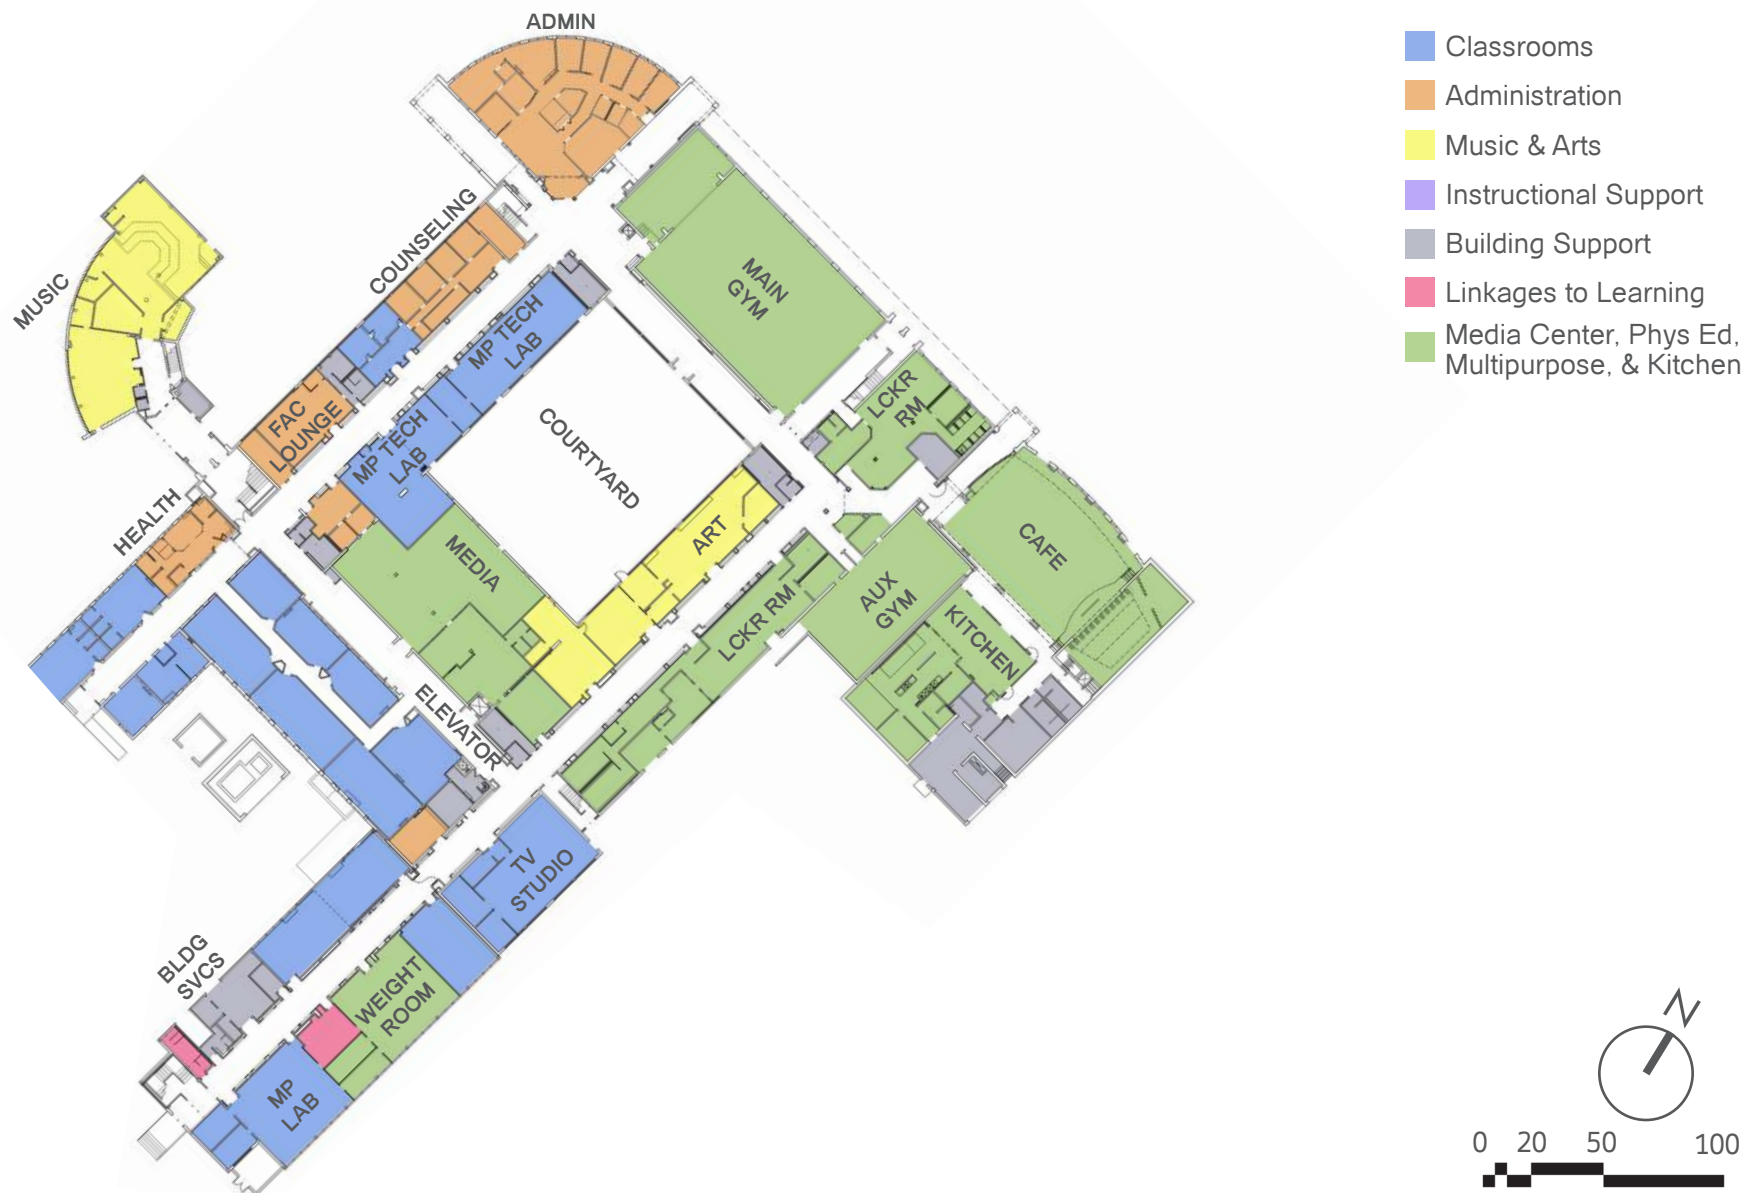 ADMIN
Classrooms
Administration
Music & Arts
Instructional Support
Building Support
Linkages to Learning
Media Center, Phys Ed,
Multipurpose, & Kitchen
COUNSELING
MUSIC
MAIN
GYM
MP TECH
LAB
FAC
LOUNGE
MP TECH
LAB
COURTYARD
LCKR
RM
HEALTH
MEDIA
ART
CAFE
AUX
GYM
LCKR RM
KITCHEN
ELEVATOR
TV
STUDIO
BLDG
SVCS
WEIGHT
ROOM
MP
LAB
N
0 20 50 100